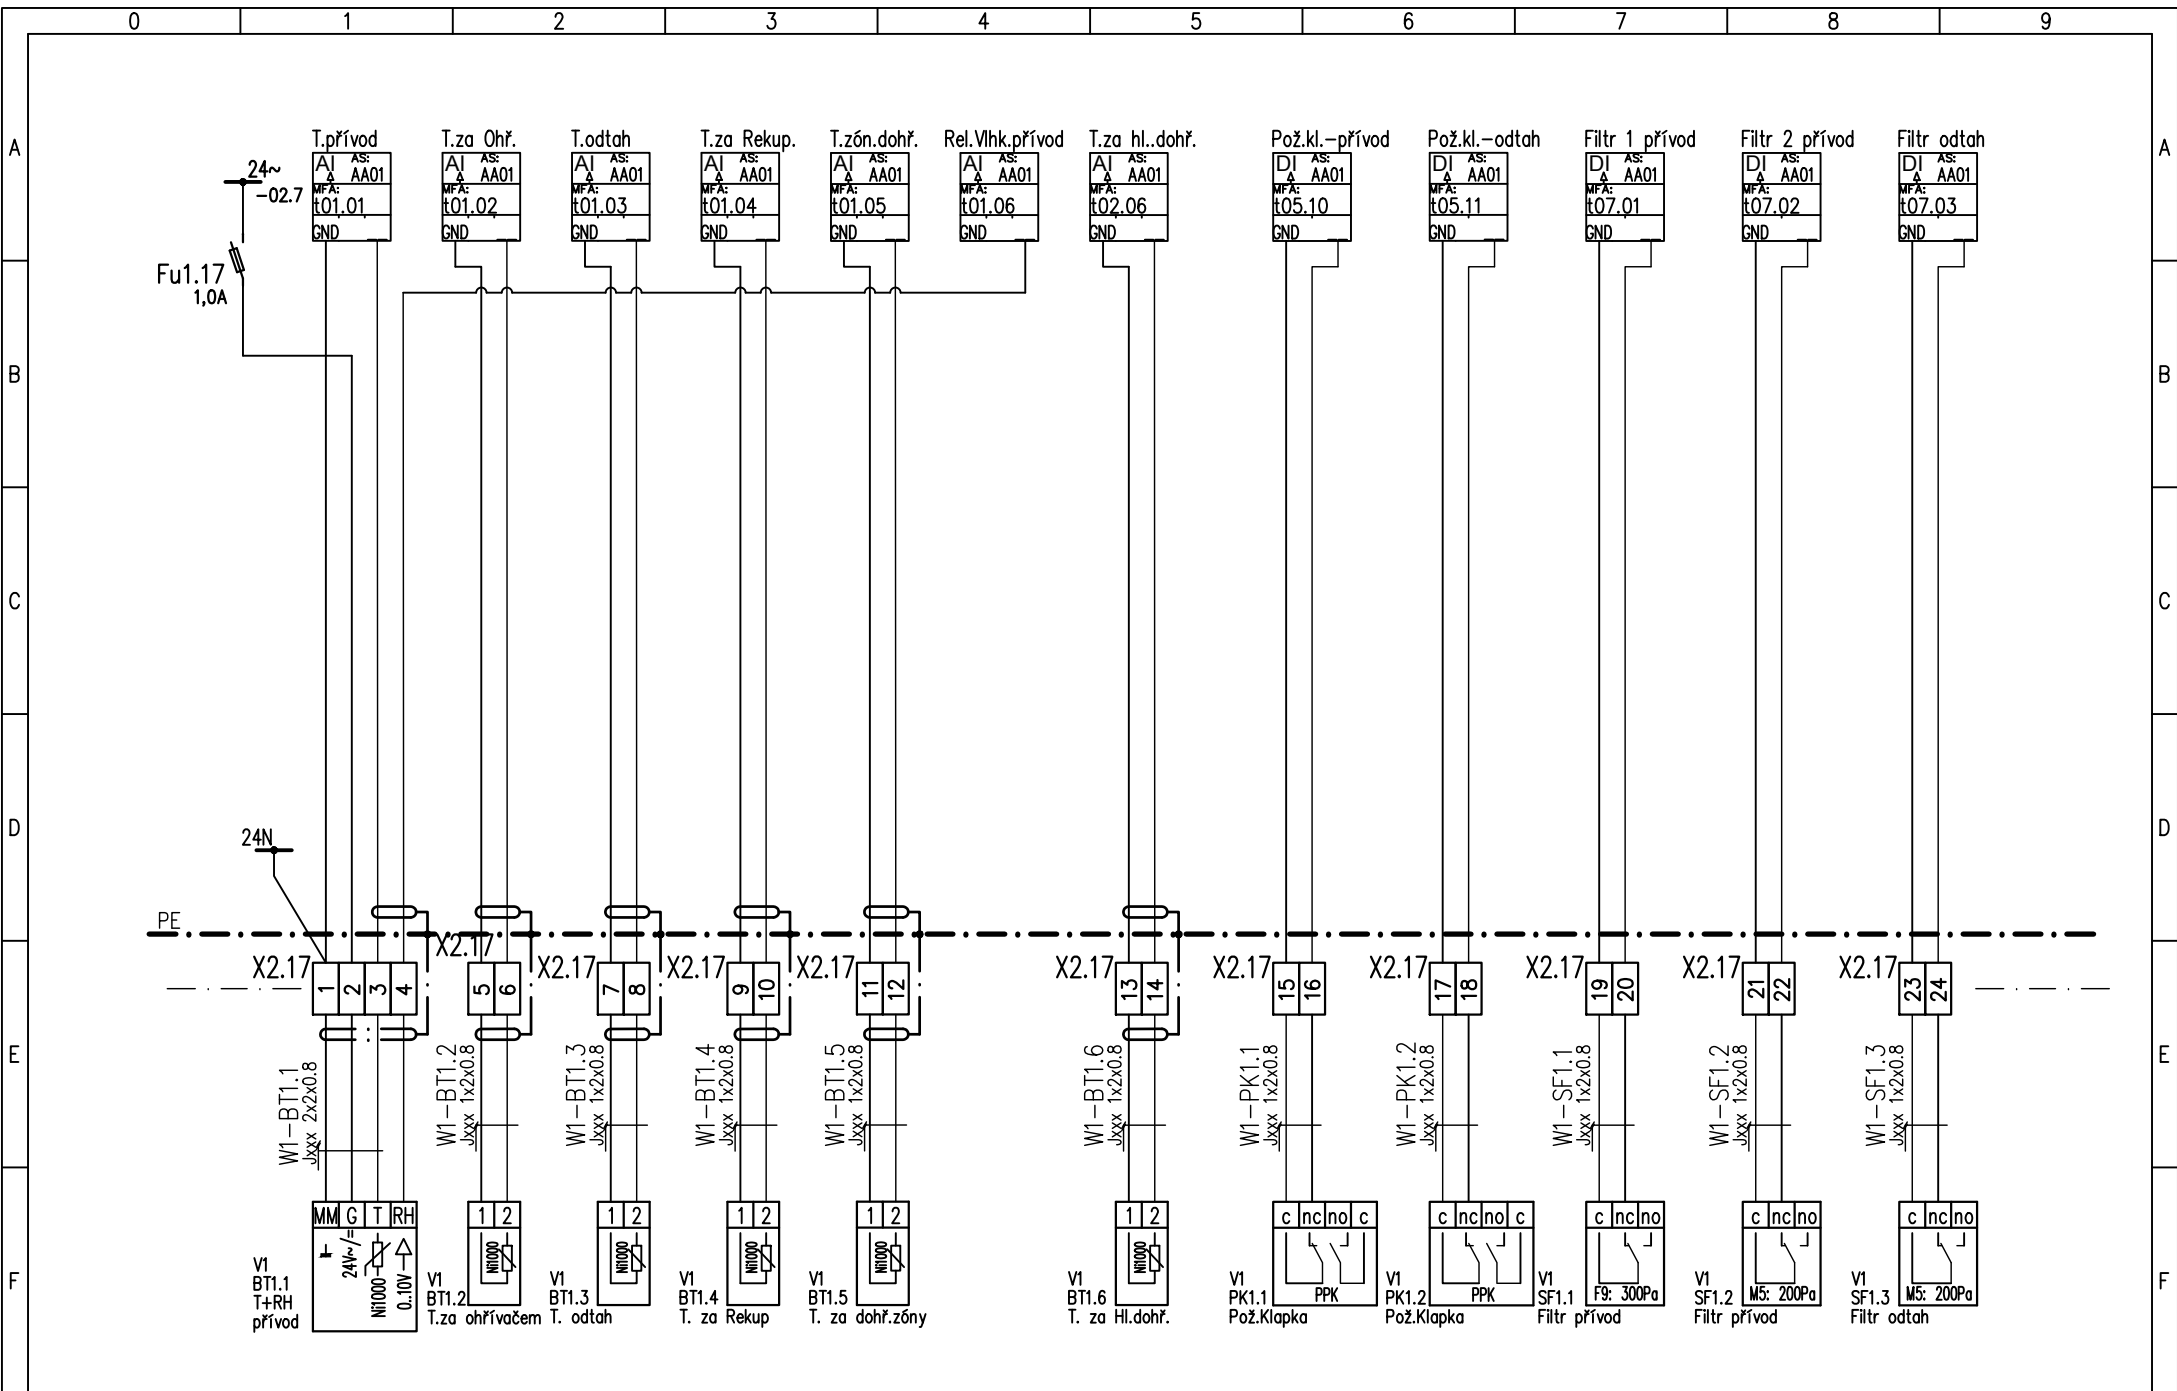 0 1 2 3 4 5 6 7 8 9
A A
B B
C C
D D
E E
F F
T.přívod T.za Ohř. T.odtah T.za Rekup. T.zón.dohř. Rel.Vlhk.přívod T.za hl..dohř. Pož.kl.-přívod Pož.kl.-odtah Filtr 1 přívod Filtr 2 přívod Filtr odtah
AI AS: AA01 MFA: t01.01 GND __
AI AS: AA01 MFA: t01.02 GND __
AI AS: AA01 MFA: t01.03 GND __
AI AS: AA01 MFA: t01.04 GND __
AI AS: AA01 MFA: t01.05 GND __
AI AS: AA01 MFA: t01.06 GND __
AI AS: AA01 MFA: t02.06 GND __
DI AS: AA01 MFA: t05.10 GND __
DI AS: AA01 MFA: t05.11 GND __
DI AS: AA01 MFA: t07.01 GND __
DI AS: AA01 MFA: t07.02 GND __
DI AS: AA01 MFA: t07.03 GND __
24~
-02.7
Fu1.17
1,0A
24N
PE
X2.17 1 2 3 4
X2.17 5 6
X2.17 7 8
X2.17 9 10
X2.17 11 12
X2.17 13 14
X2.17 15 16
X2.17 17 18
X2.17 19 20
X2.17 21 22
X2.17 23 24
W1-BT1.1
Jxxx 2x2x0.8
W1-BT1.2
Jxxx 1x2x0.8
W1-BT1.3
Jxxx 1x2x0.8
W1-BT1.4
Jxxx 1x2x0.8
W1-BT1.5
Jxxx 1x2x0.8
W1-BT1.6
Jxxx 1x2x0.8
W1-PK1.1
Jxxx 1x2x0.8
W1-PK1.2
Jxxx 1x2x0.8
W1-SF1.1
Jxxx 1x2x0.8
W1-SF1.2
Jxxx 1x2x0.8
W1-SF1.3
Jxxx 1x2x0.8
MM G T RH
24V~/=
Ni1000
0..10V
V1
BT1.1
T+RH
přívod
1 2
Ni1000
V1
BT1.2
T.za ohřívačem
1 2
Ni1000
V1
BT1.3
T. odtah
1 2
Ni1000
V1
BT1.4
T. za Rekup
1 2
Ni1000
V1
BT1.5
T. za dohř.zóny
1 2
Ni1000
V1
BT1.6
T. za Hl.dohř.
c nc no c
PPK
V1
PK1.1
Pož.Klapka
c nc no c
PPK
V1
PK1.2
Pož.Klapka
c nc no
F9: 300Pa
V1
SF1.1
Filtr přívod
c nc no
M5: 200Pa
V1
SF1.2
Filtr přívod
c nc no
M5: 200Pa
V1
SF1.3
Filtr odtah